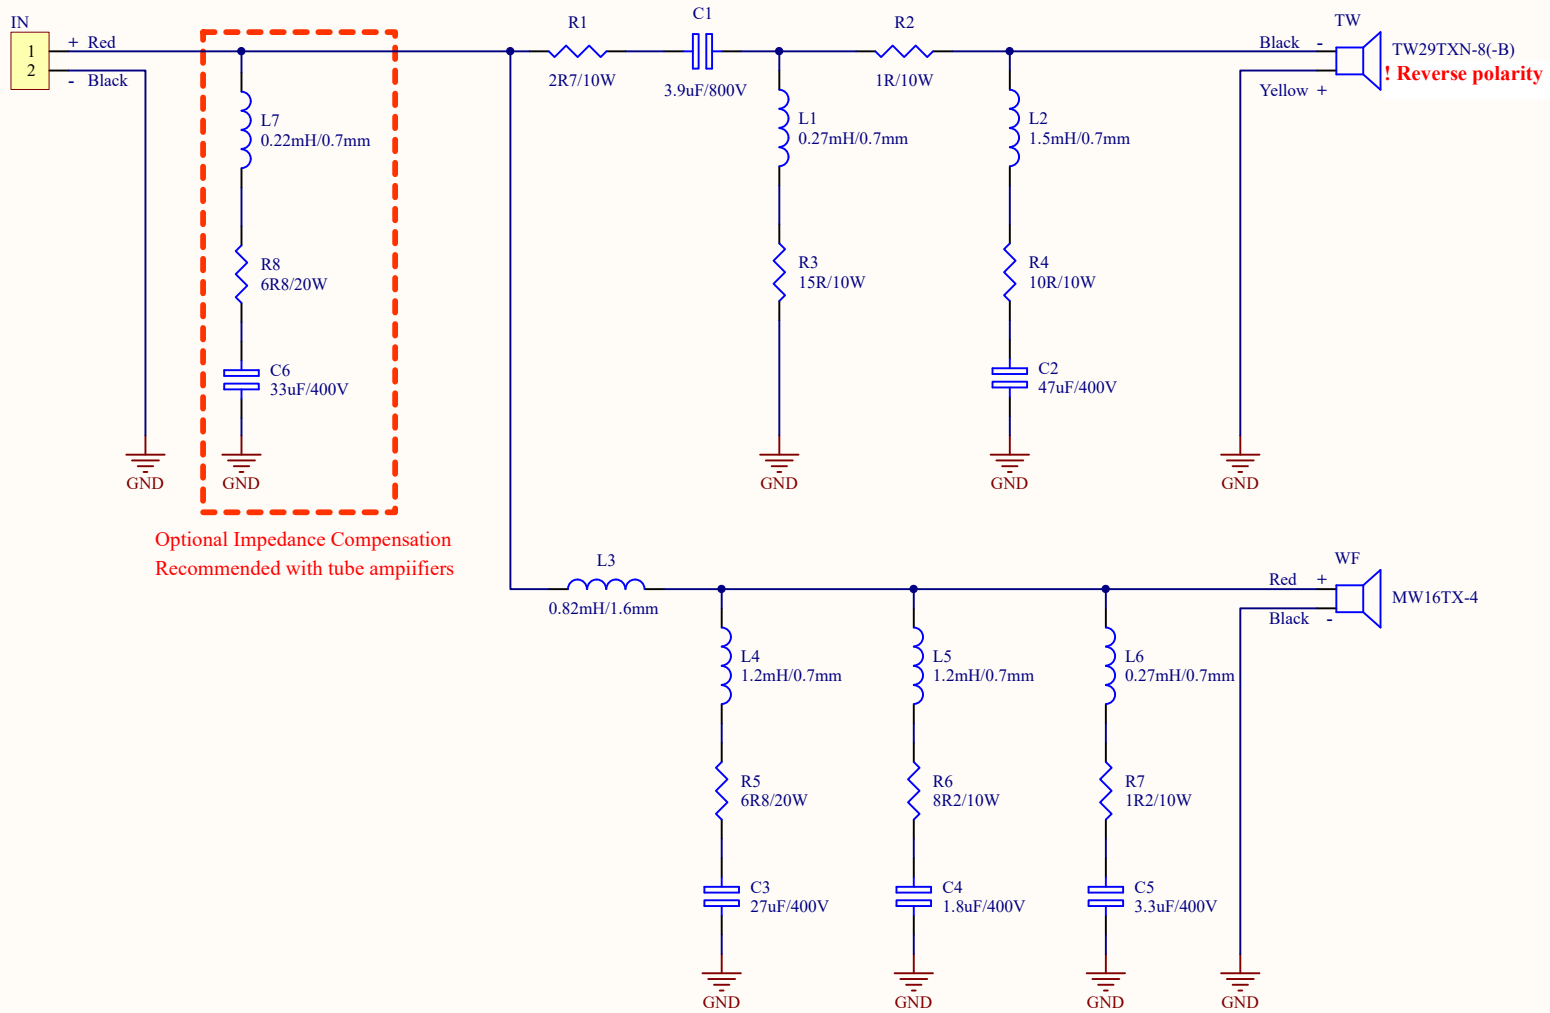 IN
1
2
+ Red
- Black
GND
L7
0.22mH/0.7mm
R8
6R8/20W
C6
33uF/400V
GND
Optional Impedance Compensation
Recommended with tube ampiifiers
R1
2R7/10W
C1
3.9uF/800V
L1
0.27mH/0.7mm
R3
15R/10W
GND
R2
1R/10W
L2
1.5mH/0.7mm
R4
10R/10W
C2
47uF/400V
GND
TW
Black -
Yellow +
TW29TXN-8(-B)
! Reverse polarity
GND
L3
0.82mH/1.6mm
L4
1.2mH/0.7mm
R5
6R8/20W
C3
27uF/400V
GND
L5
1.2mH/0.7mm
R6
8R2/10W
C4
1.8uF/400V
GND
L6
0.27mH/0.7mm
R7
1R2/10W
C5
3.3uF/400V
GND
WF
Red +
Black -
MW16TX-4
GND